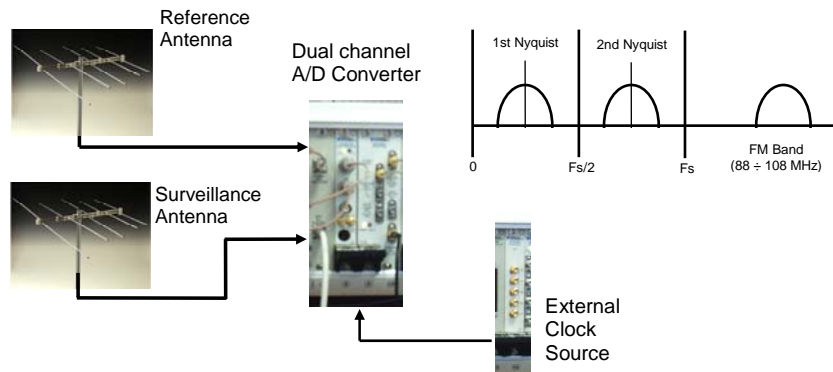 Reference
Antenna
Dual channel
A/D Converter
Surveillance
Antenna
External
Clock
Source
1st Nyquist
2nd Nyquist
0
Fs/2
Fs
FM Band
(88 ÷ 108 MHz)